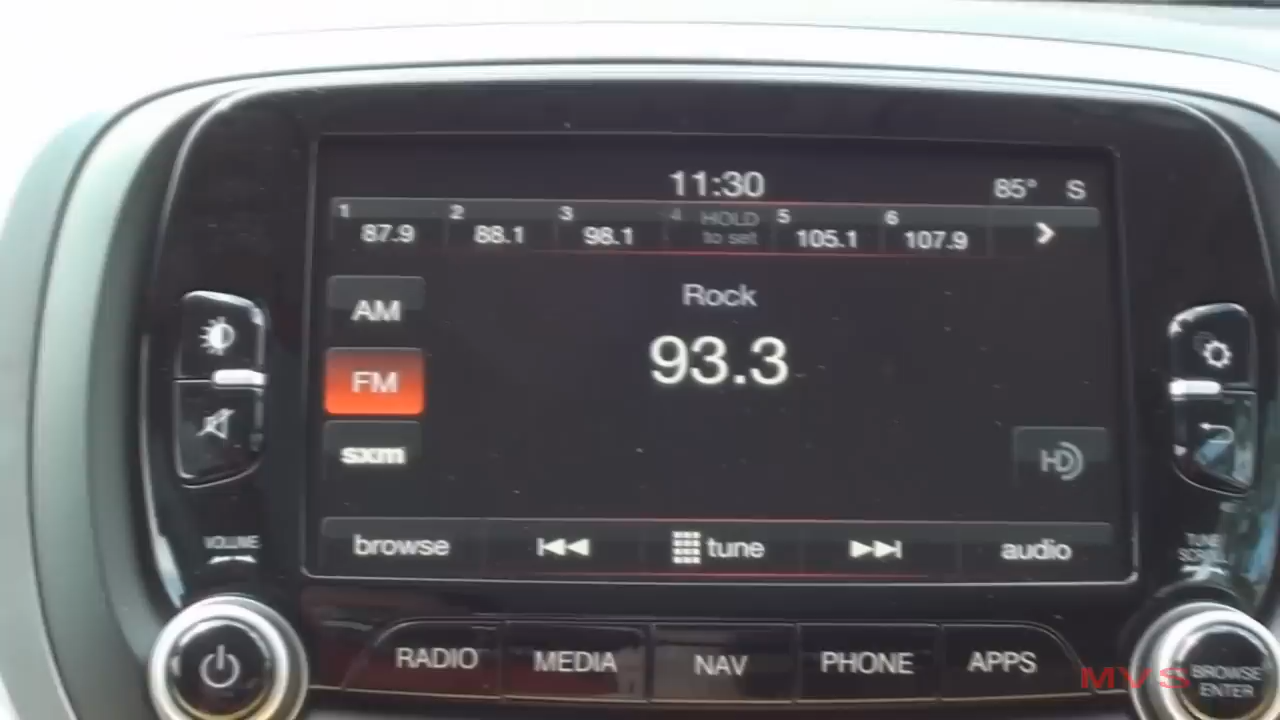 11:30
85° S
1 2 3 4 HOLD 5 6
87.9 88.1 98.1 to set 105.1 107.9
AM
Rock
93.3
FM
sxm
HD
browse tune audio
VOLUME
TUNE
SCROLL
RADIO MEDIA NAV PHONE APPS
MVS
BROWSE
ENTER